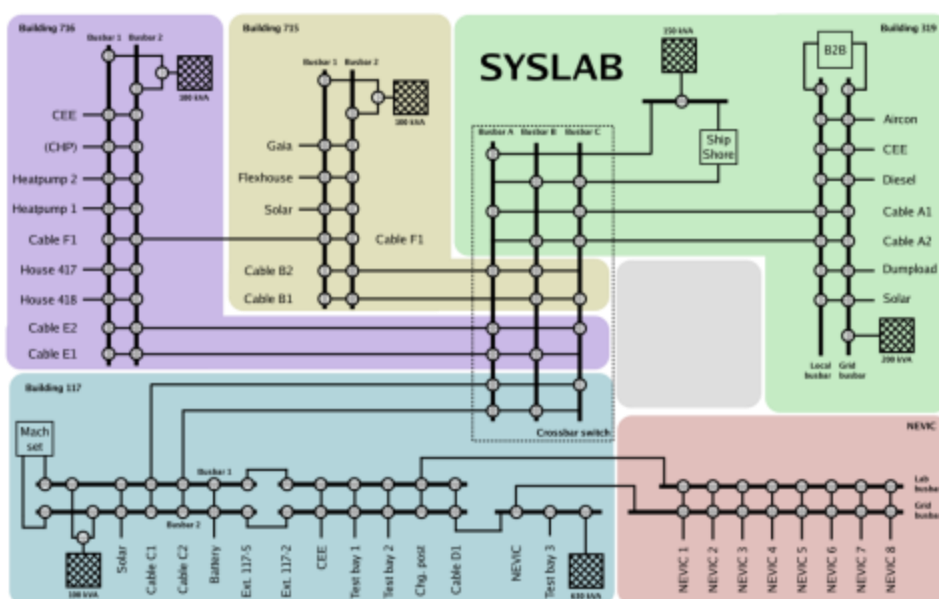 Building 716
Busbar 1 Busbar 2
100 kVA
CEE
(CHP)
Heatpump 2
Heatpump 1
Cable F1
House 417
House 418
Cable E2
Cable E1
Building 715
Busbar 1 Busbar 2
100 kVA
Gaia
Flexhouse
Solar
Cable F1
Cable B2
Cable B1
SYSLAB
150 kVA
Ship
Shore
Busbar A Busbar B Busbar C
Crossbar switch
Building 319
B2B
Aircon
CEE
Diesel
Cable A1
Cable A2
Dumpload
Solar
200 kVA
Local
busbar
Grid
busbar
Building 117
Mach
set
Busbar 1
Busbar 2
100 kVA
Solar
Cable C1
Cable C2
Battery
Ext. 117-5
Ext. 117-2
CEE
Test bay 1
Test bay 2
Chg. post
Cable D1
NEVIC
Test bay 3
630 kVA
NEVIC
Lab
busba
Grid
busba
NEVIC 1
NEVIC 2
NEVIC 3
NEVIC 4
NEVIC 5
NEVIC 6
NEVIC 7
NEVIC 8